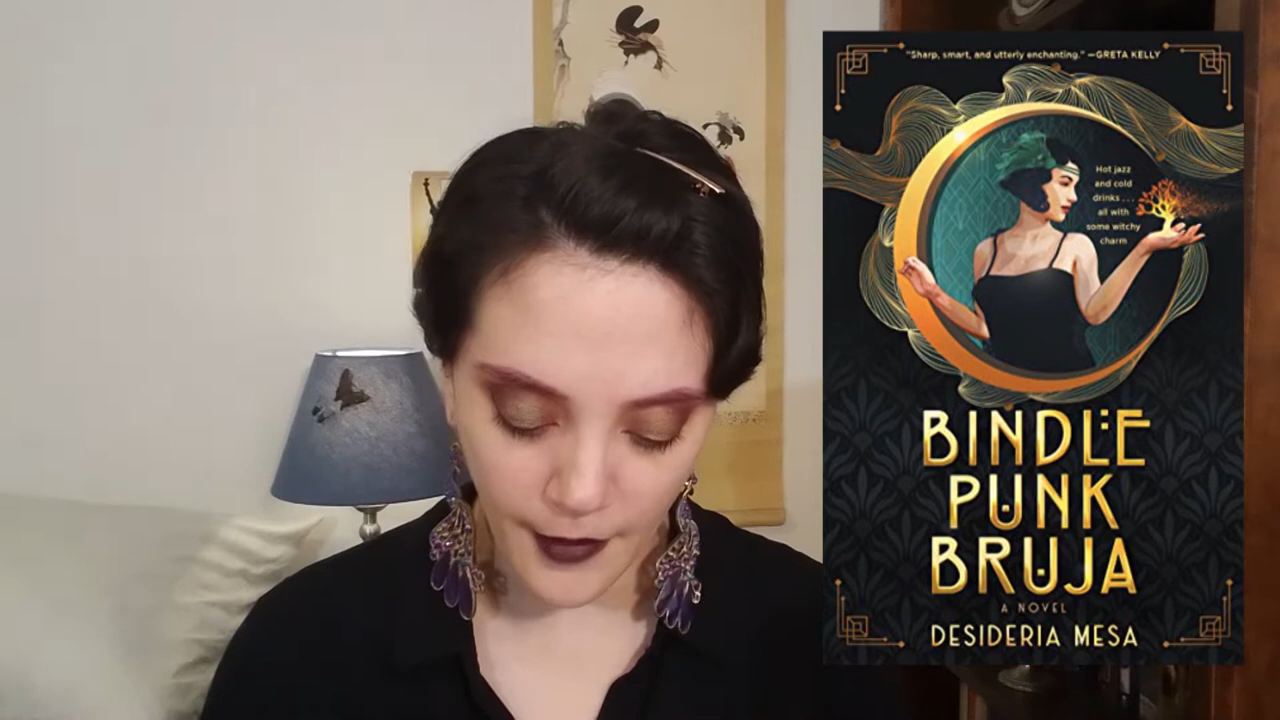 "Sharp, smart, and utterly enchanting." —GRETA KELLY
Hot jazz
and cold
drinks . . .
all with
some witchy
charm
BINDLE
PUNK
BRUJA
A NOVEL
DESIDERIA MESA